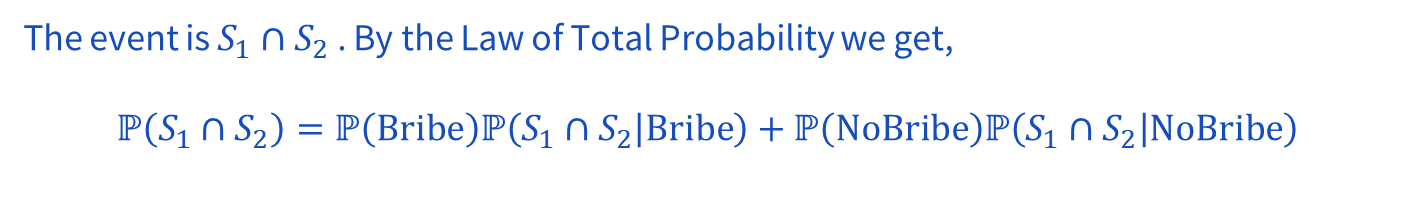 The event is S₁ ∩ S₂ . By the Law of Total Probability we get,
ℙ(S₁ ∩ S₂) = ℙ(Bribe)ℙ(S₁ ∩ S₂|Bribe) + ℙ(NoBribe)ℙ(S₁ ∩ S₂|NoBribe)